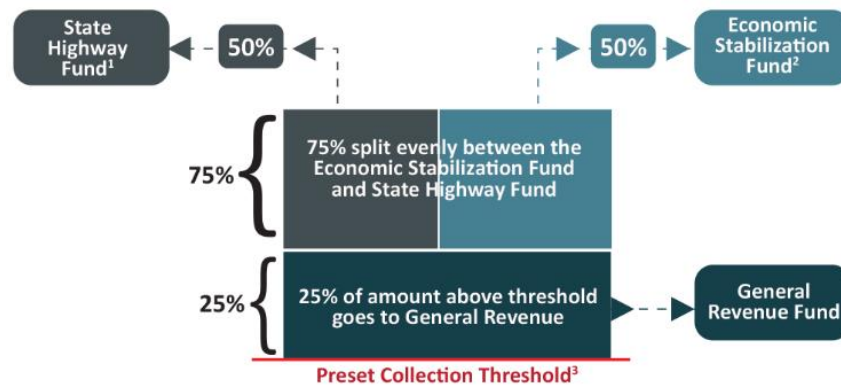 State
Highway
Fund¹
50%
50%
Economic
Stabilization
Fund²
75%
75% split evenly between the
Economic Stabilization Fund
and State Highway Fund
25%
25% of amount above threshold
goes to General Revenue
General
Revenue Fund
Preset Collection Threshold³